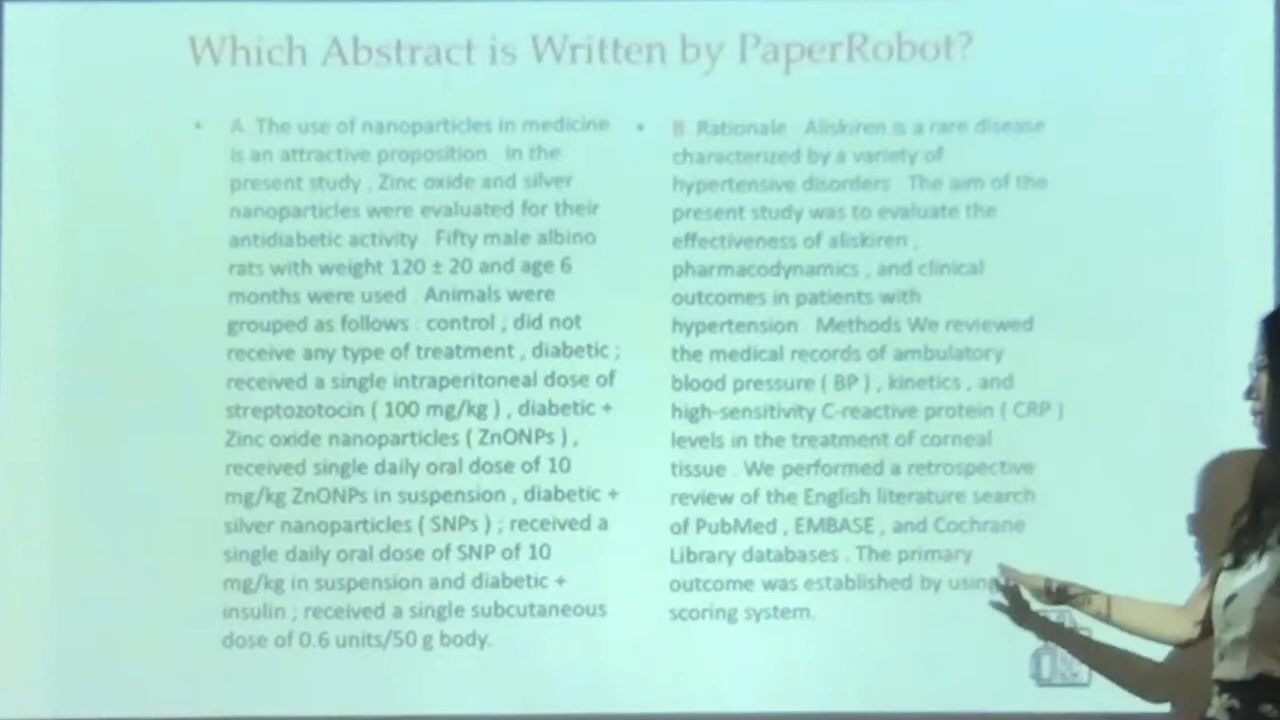 Which Abstract is Written by PaperRobot?
• A The use of nanoparticles in medicine
is an attractive proposition . In the
present study , Zinc oxide and silver
nanoparticles were evaluated for their
antidiabetic activity . Fifty male albino
rats with weight 120 ± 20 and age 6
months were used . Animals were
grouped as follows : control , did not
receive any type of treatment , diabetic ;
received a single intraperitoneal dose of
streptozotocin ( 100 mg/kg ) , diabetic +
Zinc oxide nanoparticles ( ZnONPs ) ,
received single daily oral dose of 10
mg/kg ZnONPs in suspension , diabetic +
silver nanoparticles ( SNPs ) ; received a
single daily oral dose of SNP of 10
mg/kg in suspension and diabetic +
insulin ; received a single subcutaneous
dose of 0.6 units/50 g body.
• B Rationale : Aliskiren is a rare disease
characterized by a variety of
hypertensive disorders . The aim of the
present study was to evaluate the
effectiveness of aliskiren ,
pharmacodynamics , and clinical
outcomes in patients with
hypertension . Methods We reviewed
the medical records of ambulatory
blood pressure ( BP ) , kinetics , and
high-sensitivity C-reactive protein ( CRP )
levels in the treatment of corneal
tissue . We performed a retrospective
review of the English literature search
of PubMed , EMBASE , and Cochrane
Library databases . The primary
outcome was established by using
scoring system.